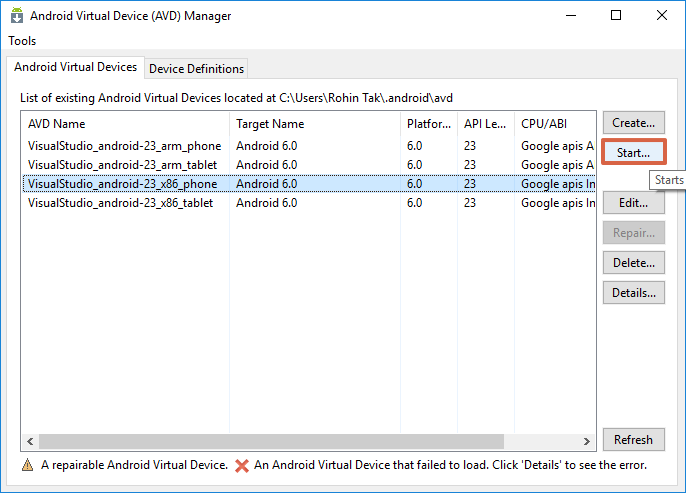 Android Virtual Device (AVD) Manager
Tools
Android Virtual Devices
Device Definitions
List of existing Android Virtual Devices located at C:\Users\Rohin Tak\.android\avd
AVD Name Target Name Platfor... API Le... CPU/ABI
VisualStudio_android-23_arm_phone Android 6.0 6.0 23 Google apis A
VisualStudio_android-23_arm_tablet Android 6.0 6.0 23 Google apis A
VisualStudio_android-23_x86_phone Android 6.0 6.0 23 Google apis In
VisualStudio_android-23_x86_tablet Android 6.0 6.0 23 Google apis In
Create...
Start...
Starts
Edit...
Repair...
Delete...
Details...
Refresh
A repairable Android Virtual Device. An Android Virtual Device that failed to load. Click 'Details' to see the error.